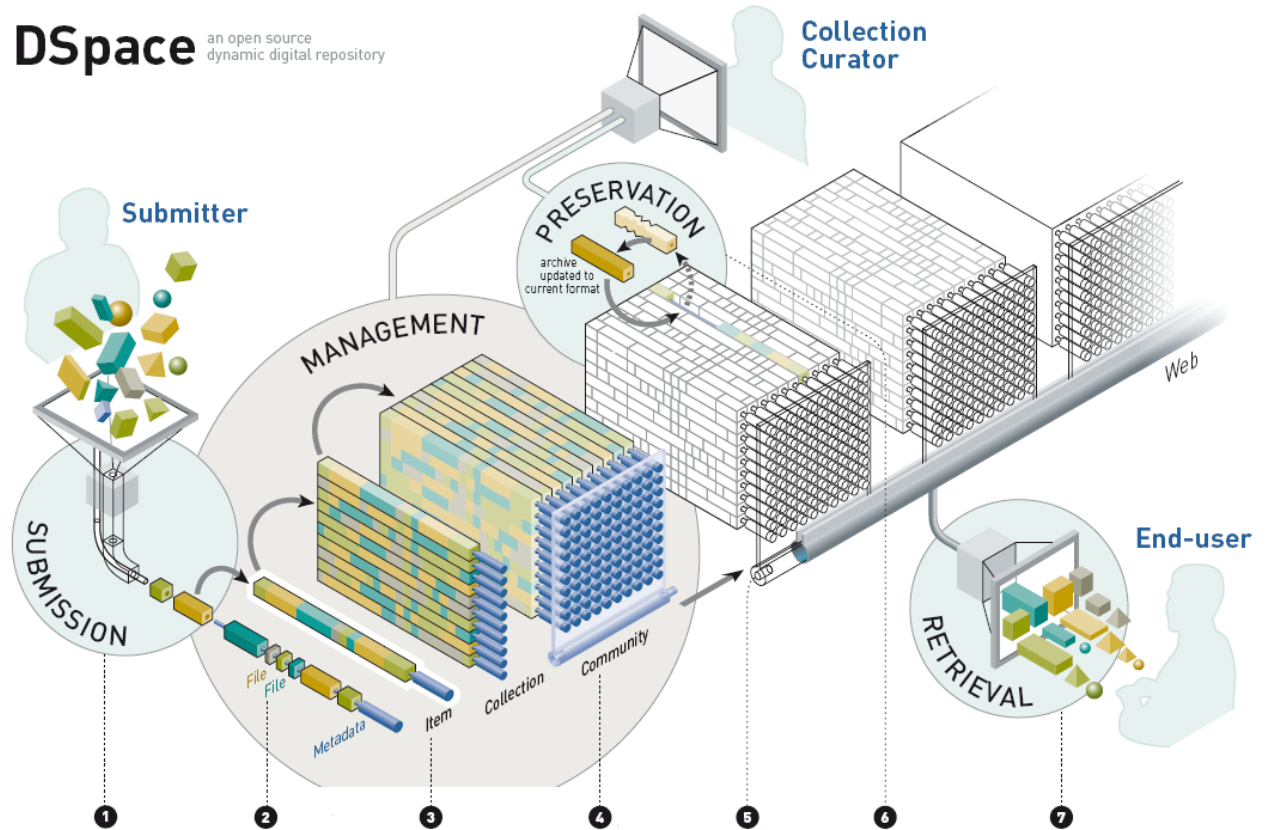 DSpace
an open source
dynamic digital repository
Collection
Curator
Submitter
PRESERVATION
archive
updated to
current format
MANAGEMENT
Web
SUBMISSION
End-user
RETRIEVAL
File
File
Metadata
Item
Collection
Community
1
2
3
4
5
6
7